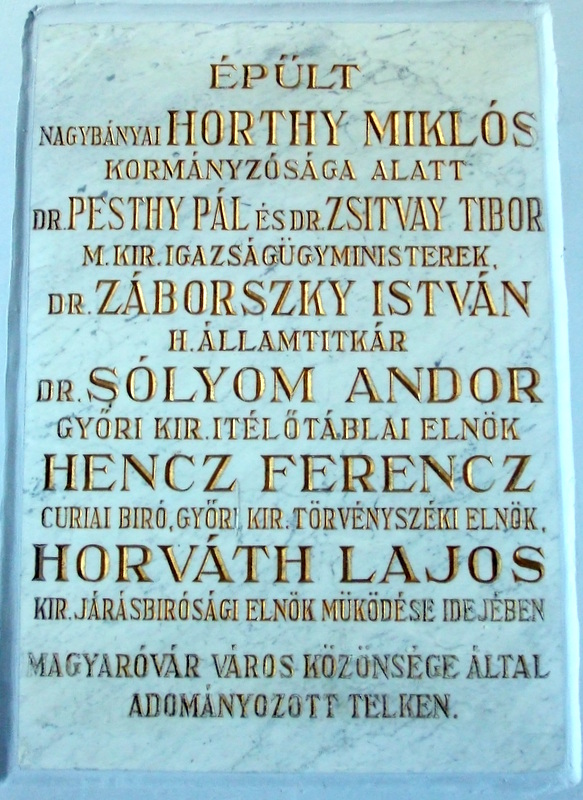 ÉPÜLT
NAGYBÁNYAI HORTHY MIKLÓS
KORMÁNYZÓSÁGA ALATT
DR. PESTHY PÁL ÉS DR. ZSITVAY TIBOR
M. KIR. IGAZSÁGÜGYMINISTEREK,
DR. ZÁBORSZKY ISTVÁN
H. ÁLLAMTITKÁR
DR. SÓLYOM ANDOR
GYŐRI KIR. ITÉLŐTÁBLAI ELNÖK
HENCZ FERENCZ
CURIAI BIRÓ, GYŐRI KIR. TÖRVÉNYSZÉKI ELNÖK,
HORVÁTH LAJOS
KIR. JÁRÁSBIRÓSÁGI ELNÖK MÜKÖDÉSE IDEJÉBEN
MAGYARÓVÁR VÁROS KÖZÖNSÉGE ÁLTAL
ADOMÁNYOZOTT TELKEN.